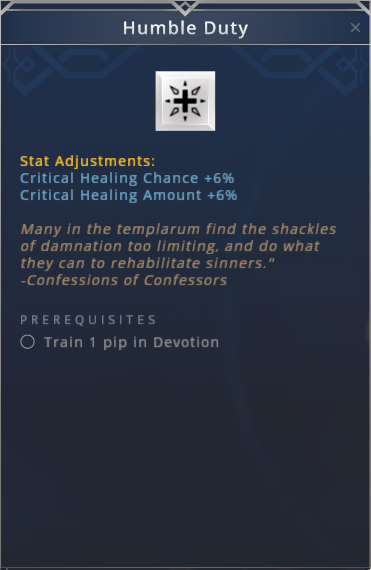 Humble Duty
Stat Adjustments:
Critical Healing Chance +6%
Critical Healing Amount +6%
Many in the templarum find the shackles
of damnation too limiting, and do what
they can to rehabilitate sinners."
-Confessions of Confessors
PREREQUISITES
Train 1 pip in Devotion